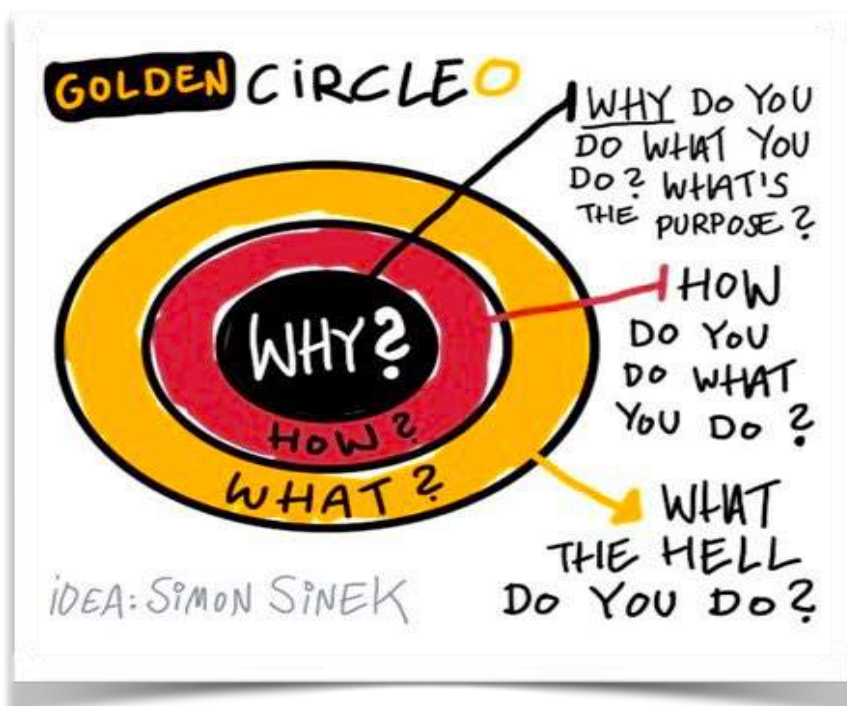 GOLDEN CiRCLE
WHY DO YOU
DO WHAT YOU
DO? WHAT'S
THE PURPOSE?
HOW
DO YOU
DO WHAT
YOU DO?
WHAT
THE HELL
DO YOU DO?
WHY?
HOW?
WHAT?
iDEA: SiMON SiNEK